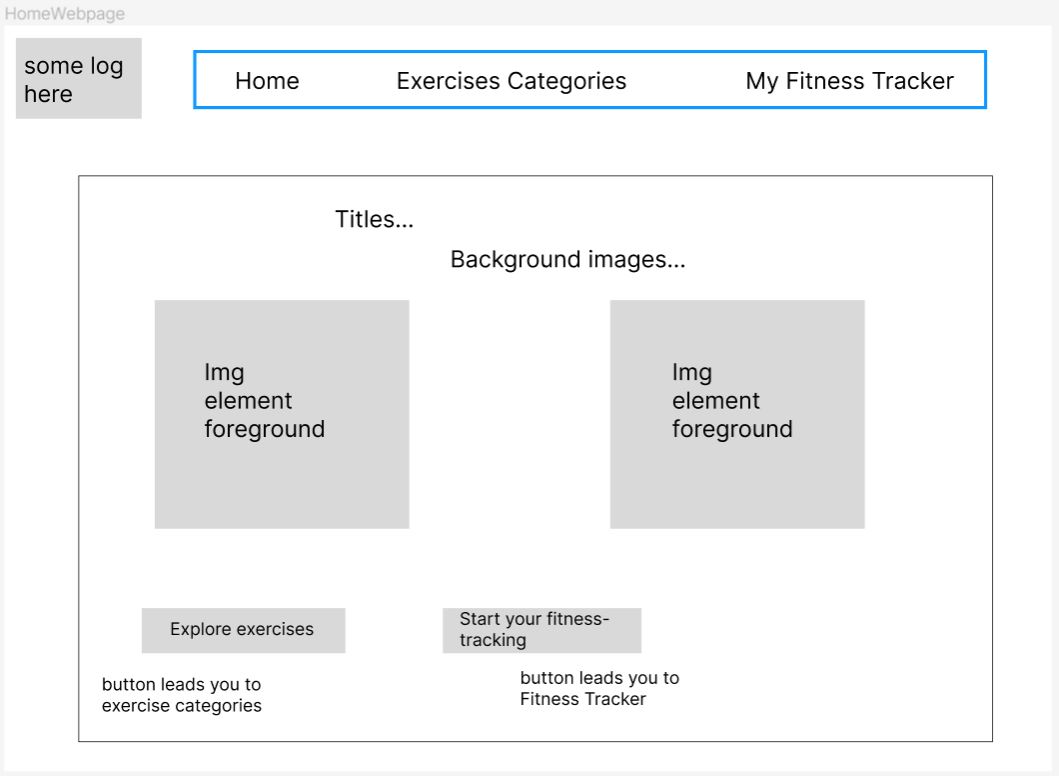 HomeWebpage
some log
here
Home
Exercises Categories
My Fitness Tracker
Titles...
Background images...
Img
element
foreground
Img
element
foreground
Explore exercises
Start your fitness-
tracking
button leads you to
exercise categories
button leads you to
Fitness Tracker